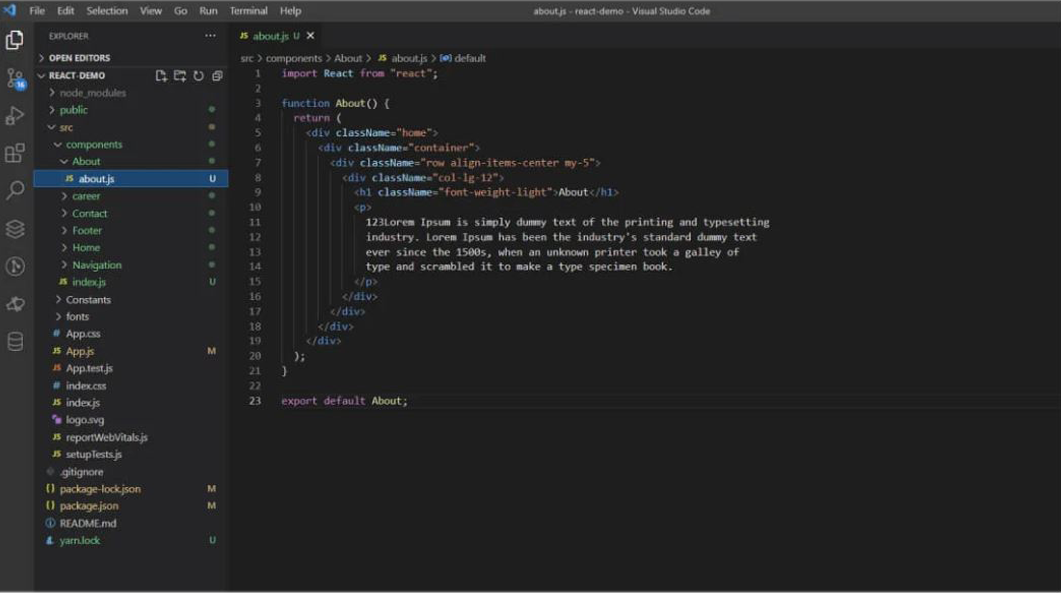 File Edit Selection View Go Run Terminal Help
about.js - react-demo - Visual Studio Code
EXPLORER
OPEN EDITORS
REACT-DEMO
node_modules
public
src
components
About
JS about.js U
career
Contact
Footer
Home
Navigation
JS index.js U
Constants
fonts
# App.css
JS App.js M
JS App.test.js
# index.css
JS index.js
logo.svg
JS reportWebVitals.js
JS setupTests.js
.gitignore
{} package-lock.json M
{} package.json M
README.md
yarn.lock U
16
JS about.js U ×
src > components > About > JS about.js > default
1 import React from "react";
2
3 function About() {
4 return (
5 <div className="home">
6 <div className="container">
7 <div className="row align-items-center my-5">
8 <div className="col-lg-12">
9 <h1 className="font-weight-light">About</h1>
10 <p>
11 123Lorem Ipsum is simply dummy text of the printing and typesetting
12 industry. Lorem Ipsum has been the industry's standard dummy text
13 ever since the 1500s, when an unknown printer took a galley of
14 type and scrambled it to make a type specimen book.
15 </p>
16 </div>
17 </div>
18 </div>
19 </div>
20 );
21 }
22
23 export default About;